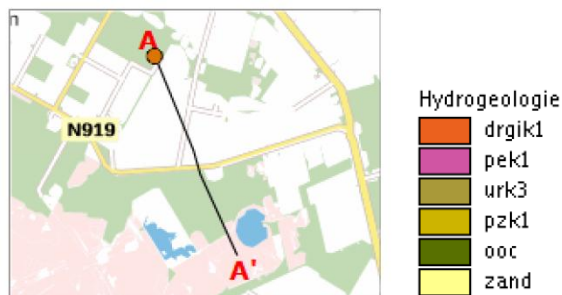 n
A
N919
A'
Hydrogeologie
drgik1
pek1
urk3
pzk1
ooc
zand